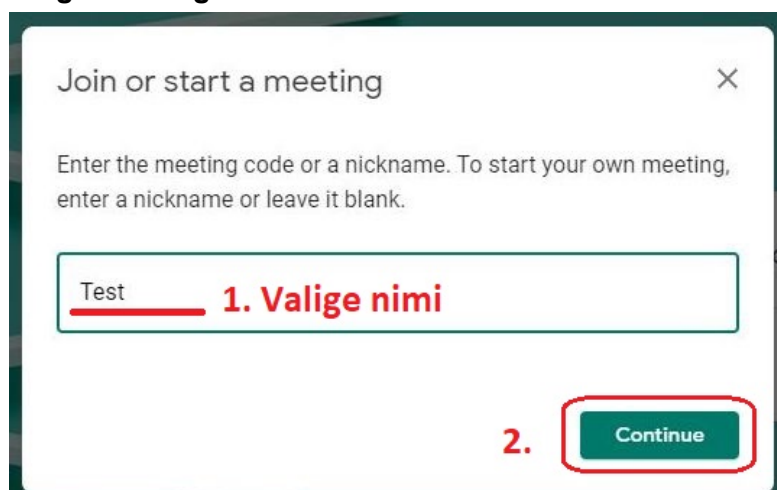 Join or start a meeting
Enter the meeting code or a nickname. To start your own meeting,
enter a nickname or leave it blank.
Test 1. Valige nimi
2. Continue